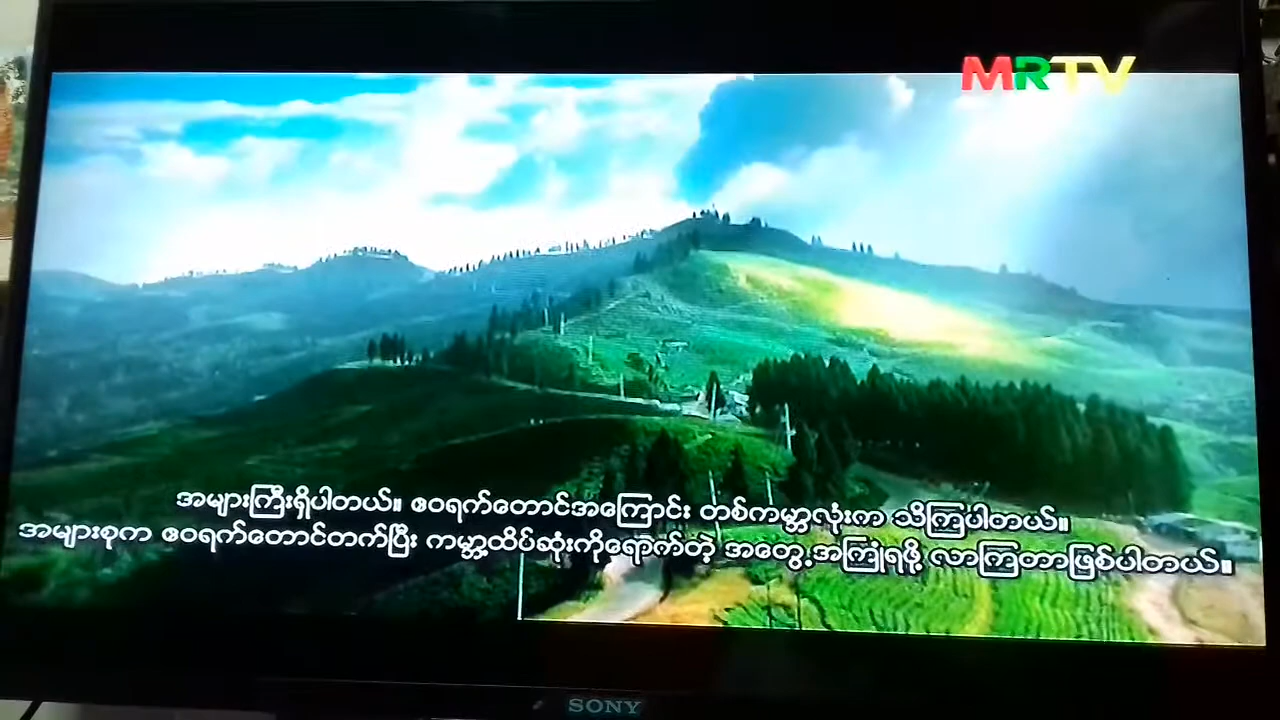 MRTV
အများကြီးရှိပါတယ်။ ဧဝရက်တောင်အကြောင်း တစ်ကမ္ဘာလုံးက သိကြပါတယ်။
အများစုက ဧဝရက်တောင်တက်ပြီး ကမ္ဘာ့ထိပ်ဆုံးကိုရောက်တဲ့ အတွေ့အကြုံရဖို့ လာကြတာဖြစ်ပါတယ်။
SONY